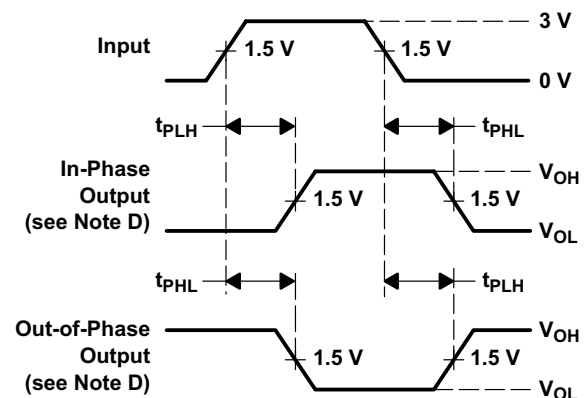 3 V
Input
1.5 V
1.5 V
0 V
tPLH
tPHL
In-Phase
Output
(see Note D)
VOH
1.5 V
1.5 V
VOL
tPHL
tPLH
Out-of-Phase
Output
(see Note D)
VOH
1.5 V
1.5 V
VOL